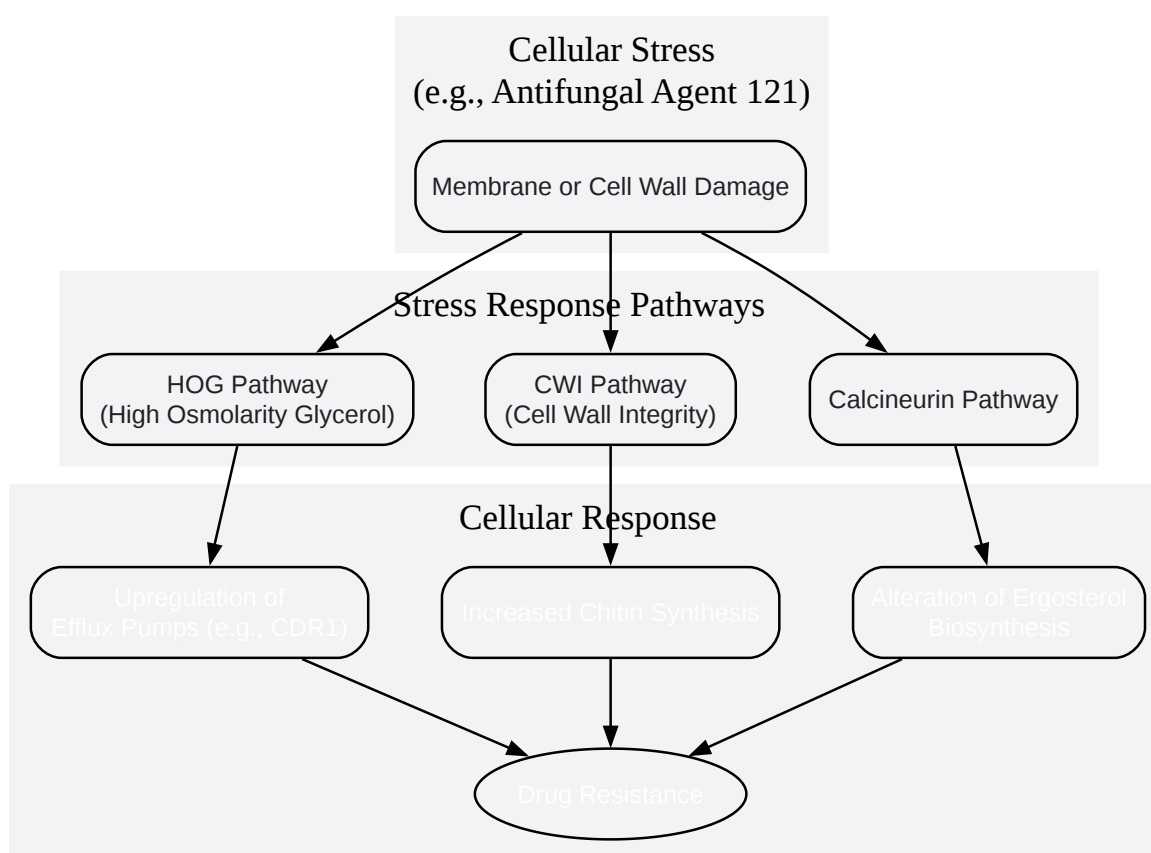 Cellular Stress
(e.g., Antifungal Agent 121)
Membrane or Cell Wall Damage
Stress Response Pathways
HOG Pathway
(High Osmolarity Glycerol)
CWI Pathway
(Cell Wall Integrity)
Calcineurin Pathway
Cellular Response
Upregulation of
Efflux Pumps (e.g., CDR1)
Increased Chitin Synthesis
Alteration of Ergosterol
Biosynthesis
Drug Resistance